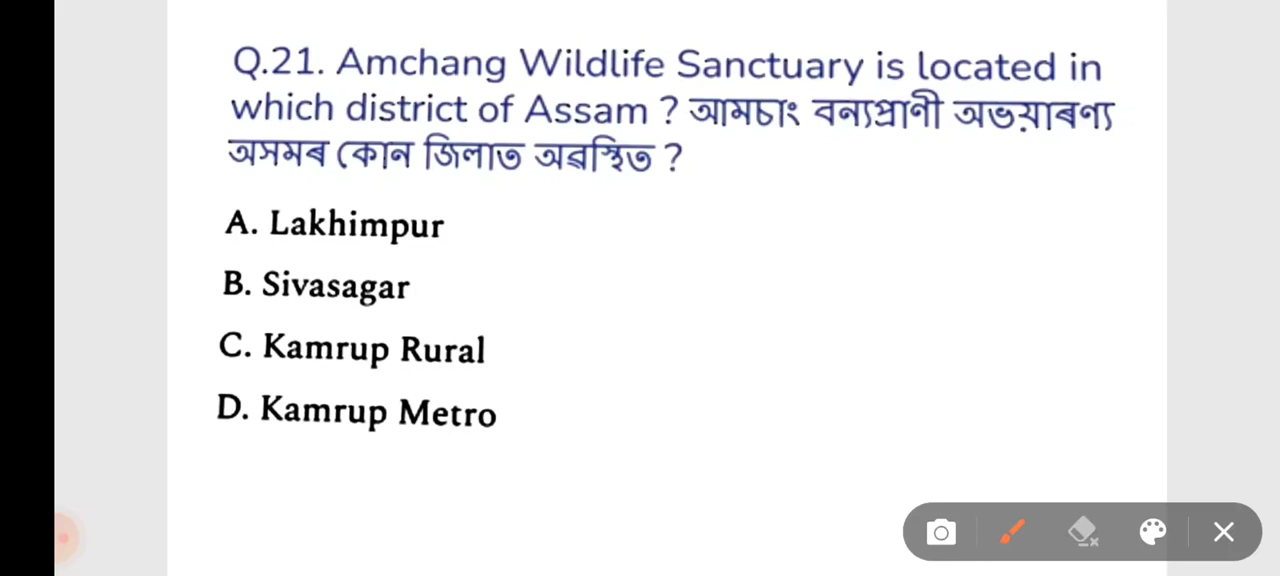 Q.21. Amchang Wildlife Sanctuary is located in
which district of Assam ? আমচাং বন্যপ্ৰাণী অভয়াৰণ্য
অসমৰ কোন জিলাত অৱস্থিত ?
A. Lakhimpur
B. Sivasagar
C. Kamrup Rural
D. Kamrup Metro